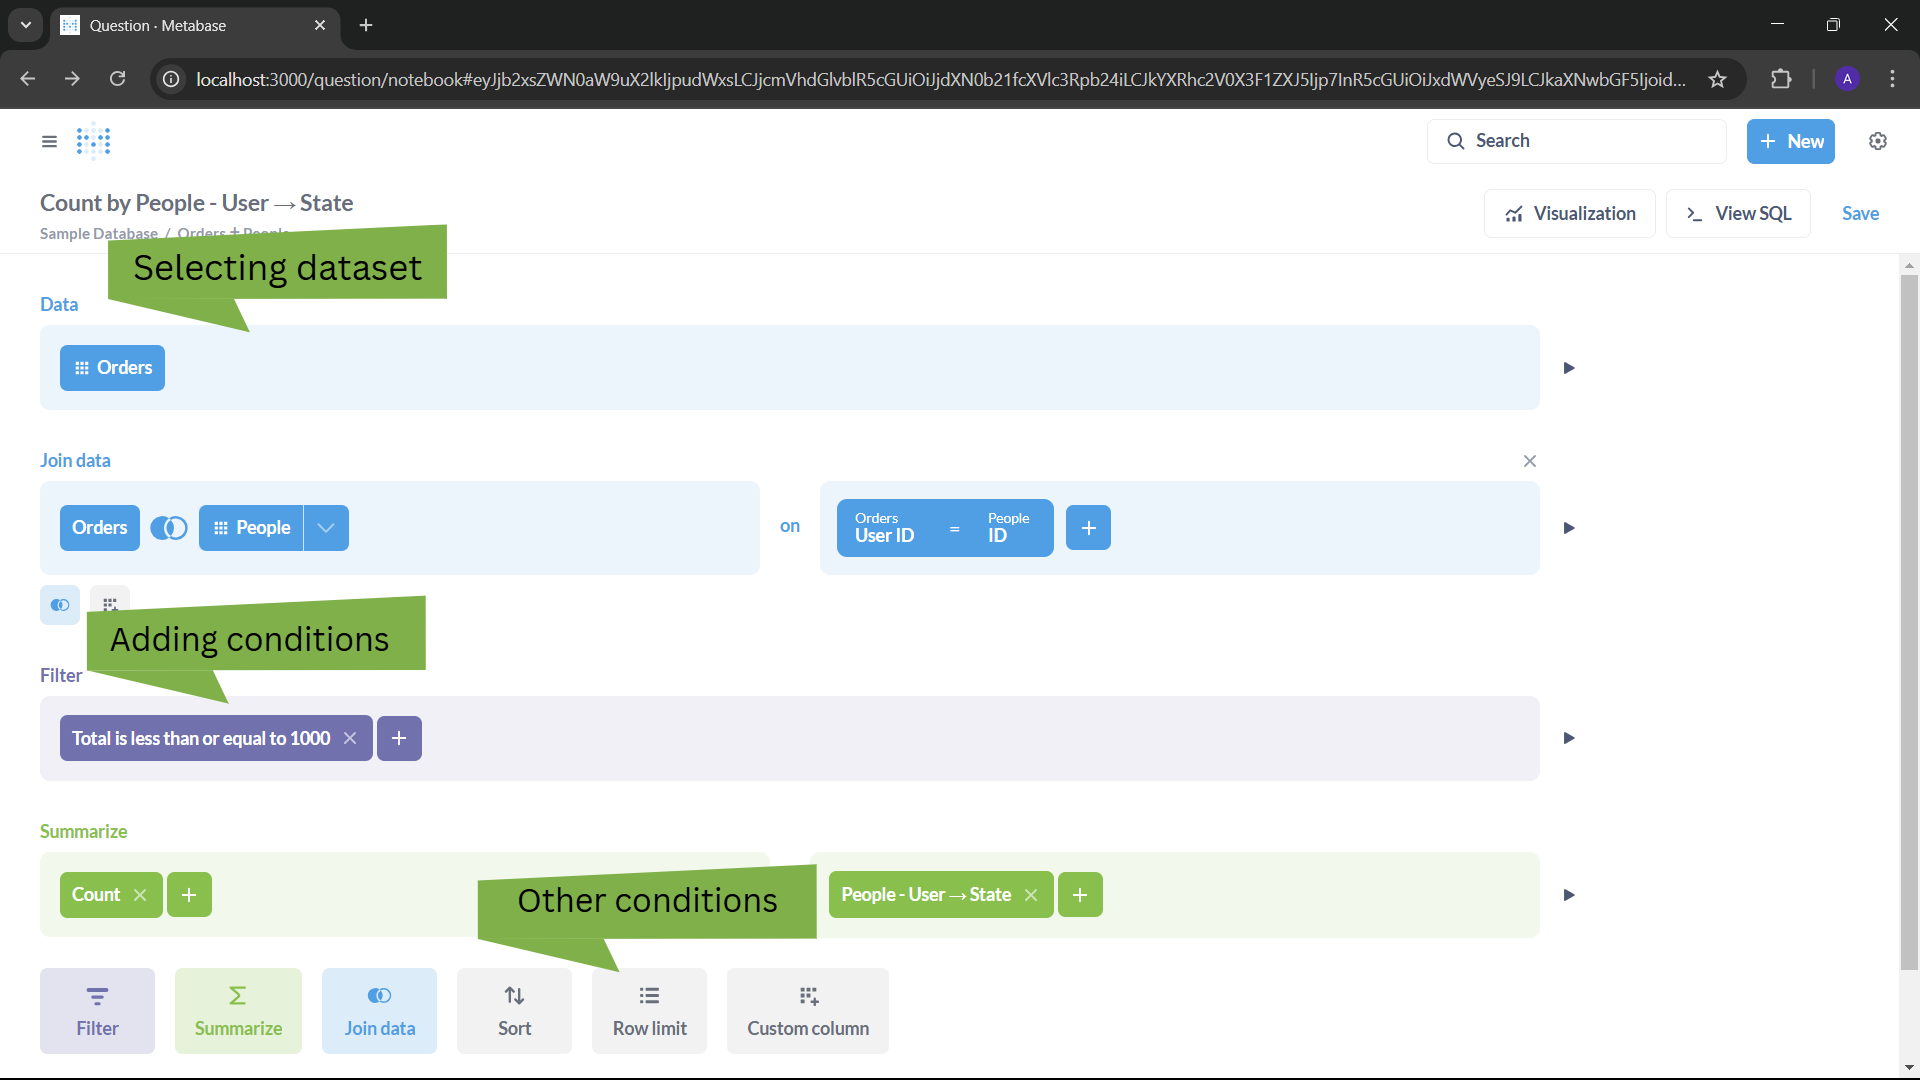 Question · Metabase
localhost:3000/question/notebook#eyJjb2xsZWN0aW9uX2lkIjpudWxsLCJjcmVhdGlvblR5cGUiOiJjdXN0b21fcXVlc3Rpb24iLCJkYXRhc2V0X3F1ZXJ5Ijp7InR5cGUiOiJxdWVyeSJ9LCJkaXNwbGF5Ijoid...
A
Search
+ New
Count by People - User → State
Visualization
View SQL
Save
Sample Database / Orders + People
Selecting dataset
Data
Orders
Join data
Orders
People
on
Orders
User ID
=
People
ID
+
Adding conditions
Filter
Total is less than or equal to 1000
+
Summarize
Count
+
Other conditions
People - User → State
+
Filter
Summarize
Join data
Sort
Row limit
Custom column